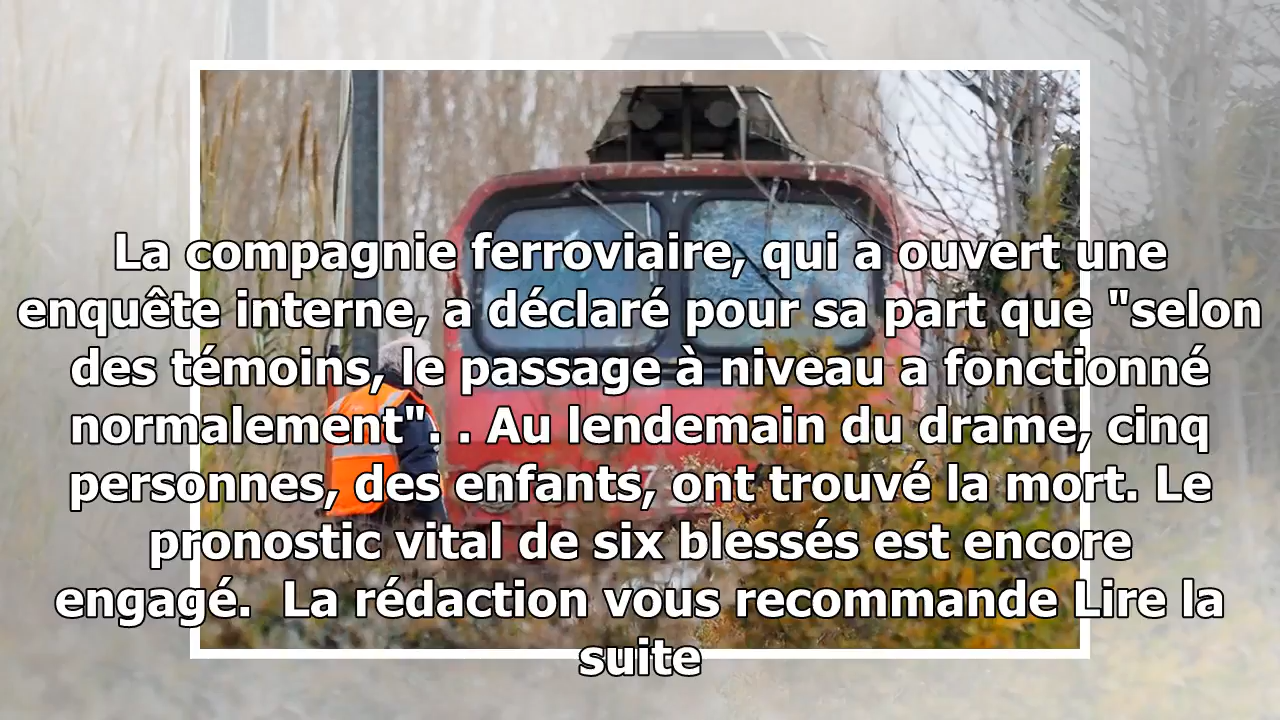 La compagnie ferroviaire, qui a ouvert une
enquête interne, a déclaré pour sa part que "selon
des témoins, le passage à niveau a fonctionné
normalement". . Au lendemain du drame, cinq
personnes, des enfants, ont trouvé la mort. Le
pronostic vital de six blessés est encore
engagé.  La rédaction vous recommande Lire la
suite